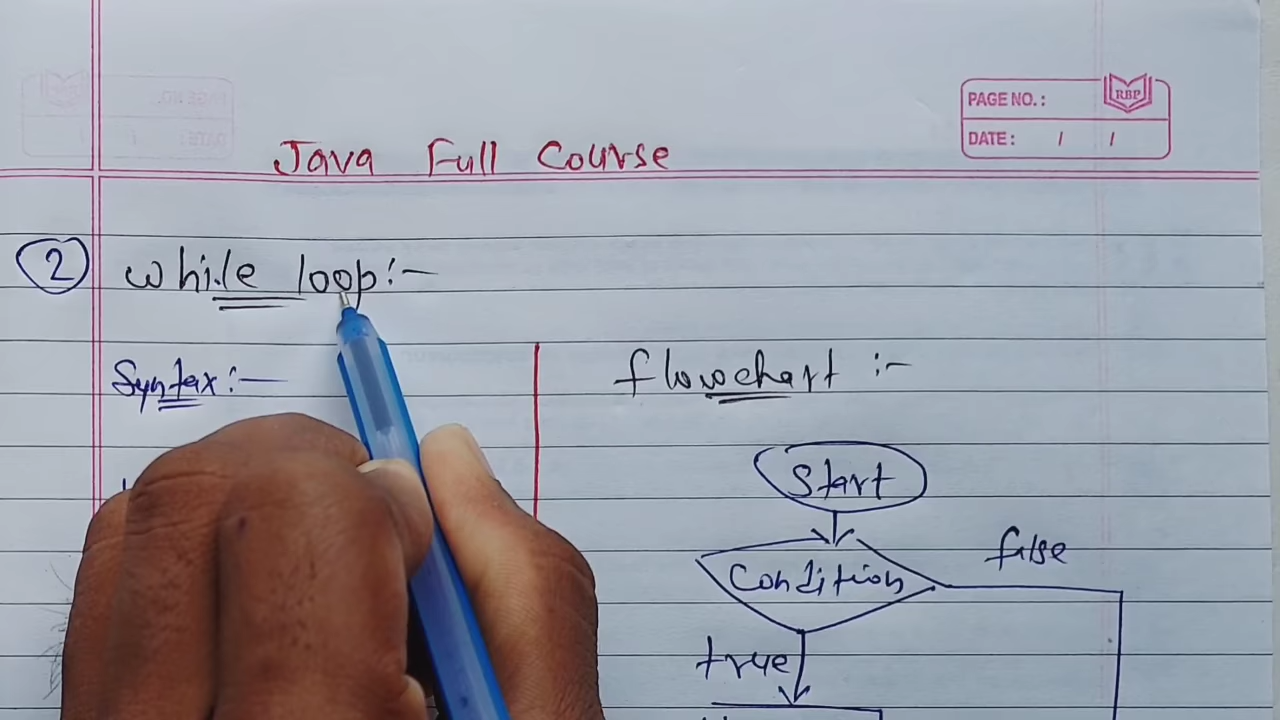 PAGE NO. :
RBP
DATE : / /
Java Full Course
2 while loop :-
Syntax :-
flowchart :-
Start
Condition
false
true